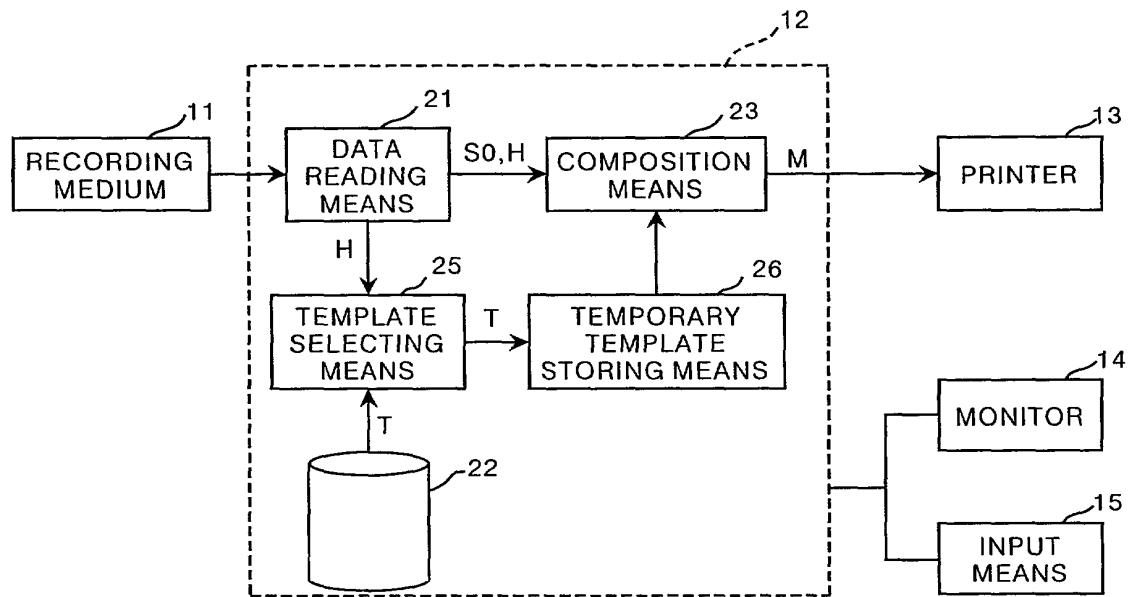 12
11
RECORDING
MEDIUM
21
DATA
READING
MEANS
S0,H
23
COMPOSITION
MEANS
M
13
PRINTER
H
25
TEMPLATE
SELECTING
MEANS
T
26
TEMPORARY
TEMPLATE
STORING MEANS
T
22
14
MONITOR
15
INPUT
MEANS